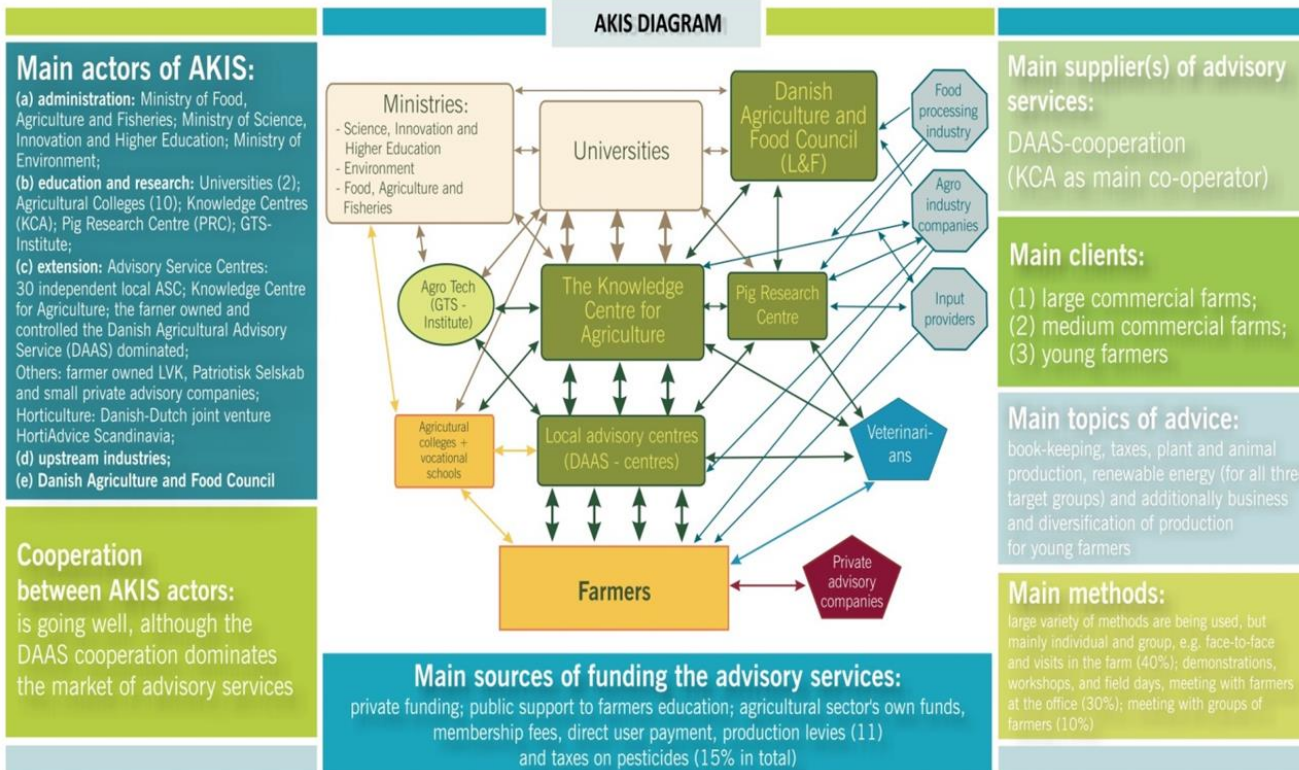 AKIS DIAGRAM
Main actors of AKIS:
(a) administration: Ministry of Food,
Agriculture and Fisheries; Ministry of Science,
Innovation and Higher Education; Ministry of
Environment;
(b) education and research: Universities (2);
Agricultural Colleges (10); Knowledge Centres
(KCA); Pig Research Centre (PRC); GTS-
Institute;
(c) extension: Advisory Service Centres:
30 independent local ASC; Knowledge Centre
for Agriculture; the farner owned and
controlled the Danish Agricultural Advisory
Service (DAAS) dominated;
Others: farmer owned LVK, Patriotisk Selskab
and small private advisory companies;
Horticulture: Danish-Dutch joint venture
HortiAdvice Scandinavia;
(d) upstream industries;
(e) Danish Agriculture and Food Council
Cooperation
between AKIS actors:
is going well, although the
DAAS cooperation dominates
the market of advisory services
Ministries:
- Science, Innovation and
Higher Education
- Environment
- Food, Agriculture and
Fisheries
Universities
Danish
Agriculture and
Food Council
(L&F)
Food
processing
industry
Agro
industry
companies
Input
providers
Agro Tech
(GTS -
Institute)
The Knowledge
Centre for
Agriculture
Pig Research
Centre
Agricutural
colleges +
vocational
schools
Local advisory centres
(DAAS - centres)
Veterinari-
ans
Farmers
Private
advisory
companies
Main sources of funding the advisory services:
private funding; public support to farmers education; agricultural sector's own funds,
membership fees, direct user payment, production levies (11)
and taxes on pesticides (15% in total)
Main supplier(s) of advisory
services:
DAAS-cooperation
(KCA as main co-operator)
Main clients:
(1) large commercial farms;
(2) medium commercial farms;
(3) young farmers
Main topics of advice:
book-keeping, taxes, plant and animal
production, renewable energy (for all thre
target groups) and additionally business
and diversification of production
for young farmers
Main methods:
large variety of methods are being used, but
mainly individual and group, e.g. face-to-face
and visits in the farm (40%); demonstrations,
workshops, and field days, meeting with farmers
at the office (30%); meeting with groups of
farmers (10%)